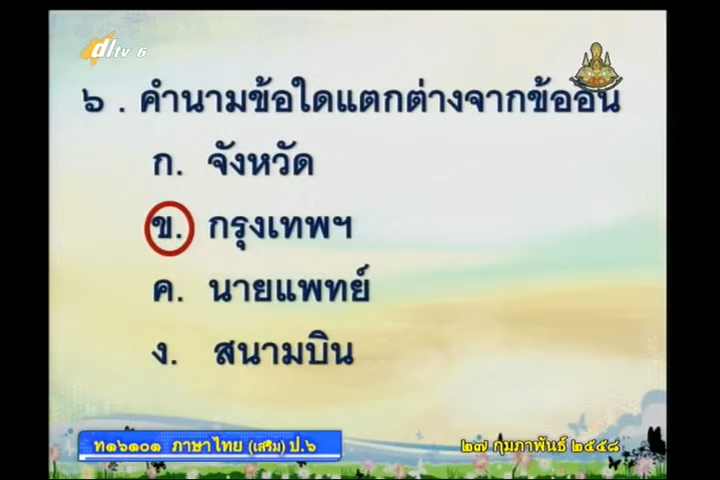 dltv 6
๖ . คำนามข้อใดแตกต่างจากข้ออื่น
ก. จังหวัด
ข. กรุงเทพฯ
ค. นายแพทย์
ง. สนามบิน
ท๑๖๑๐๑ ภาษาไทย (เสริม) ป.๖
๒๗ กุมภาพันธ์ ๒๕๕๘